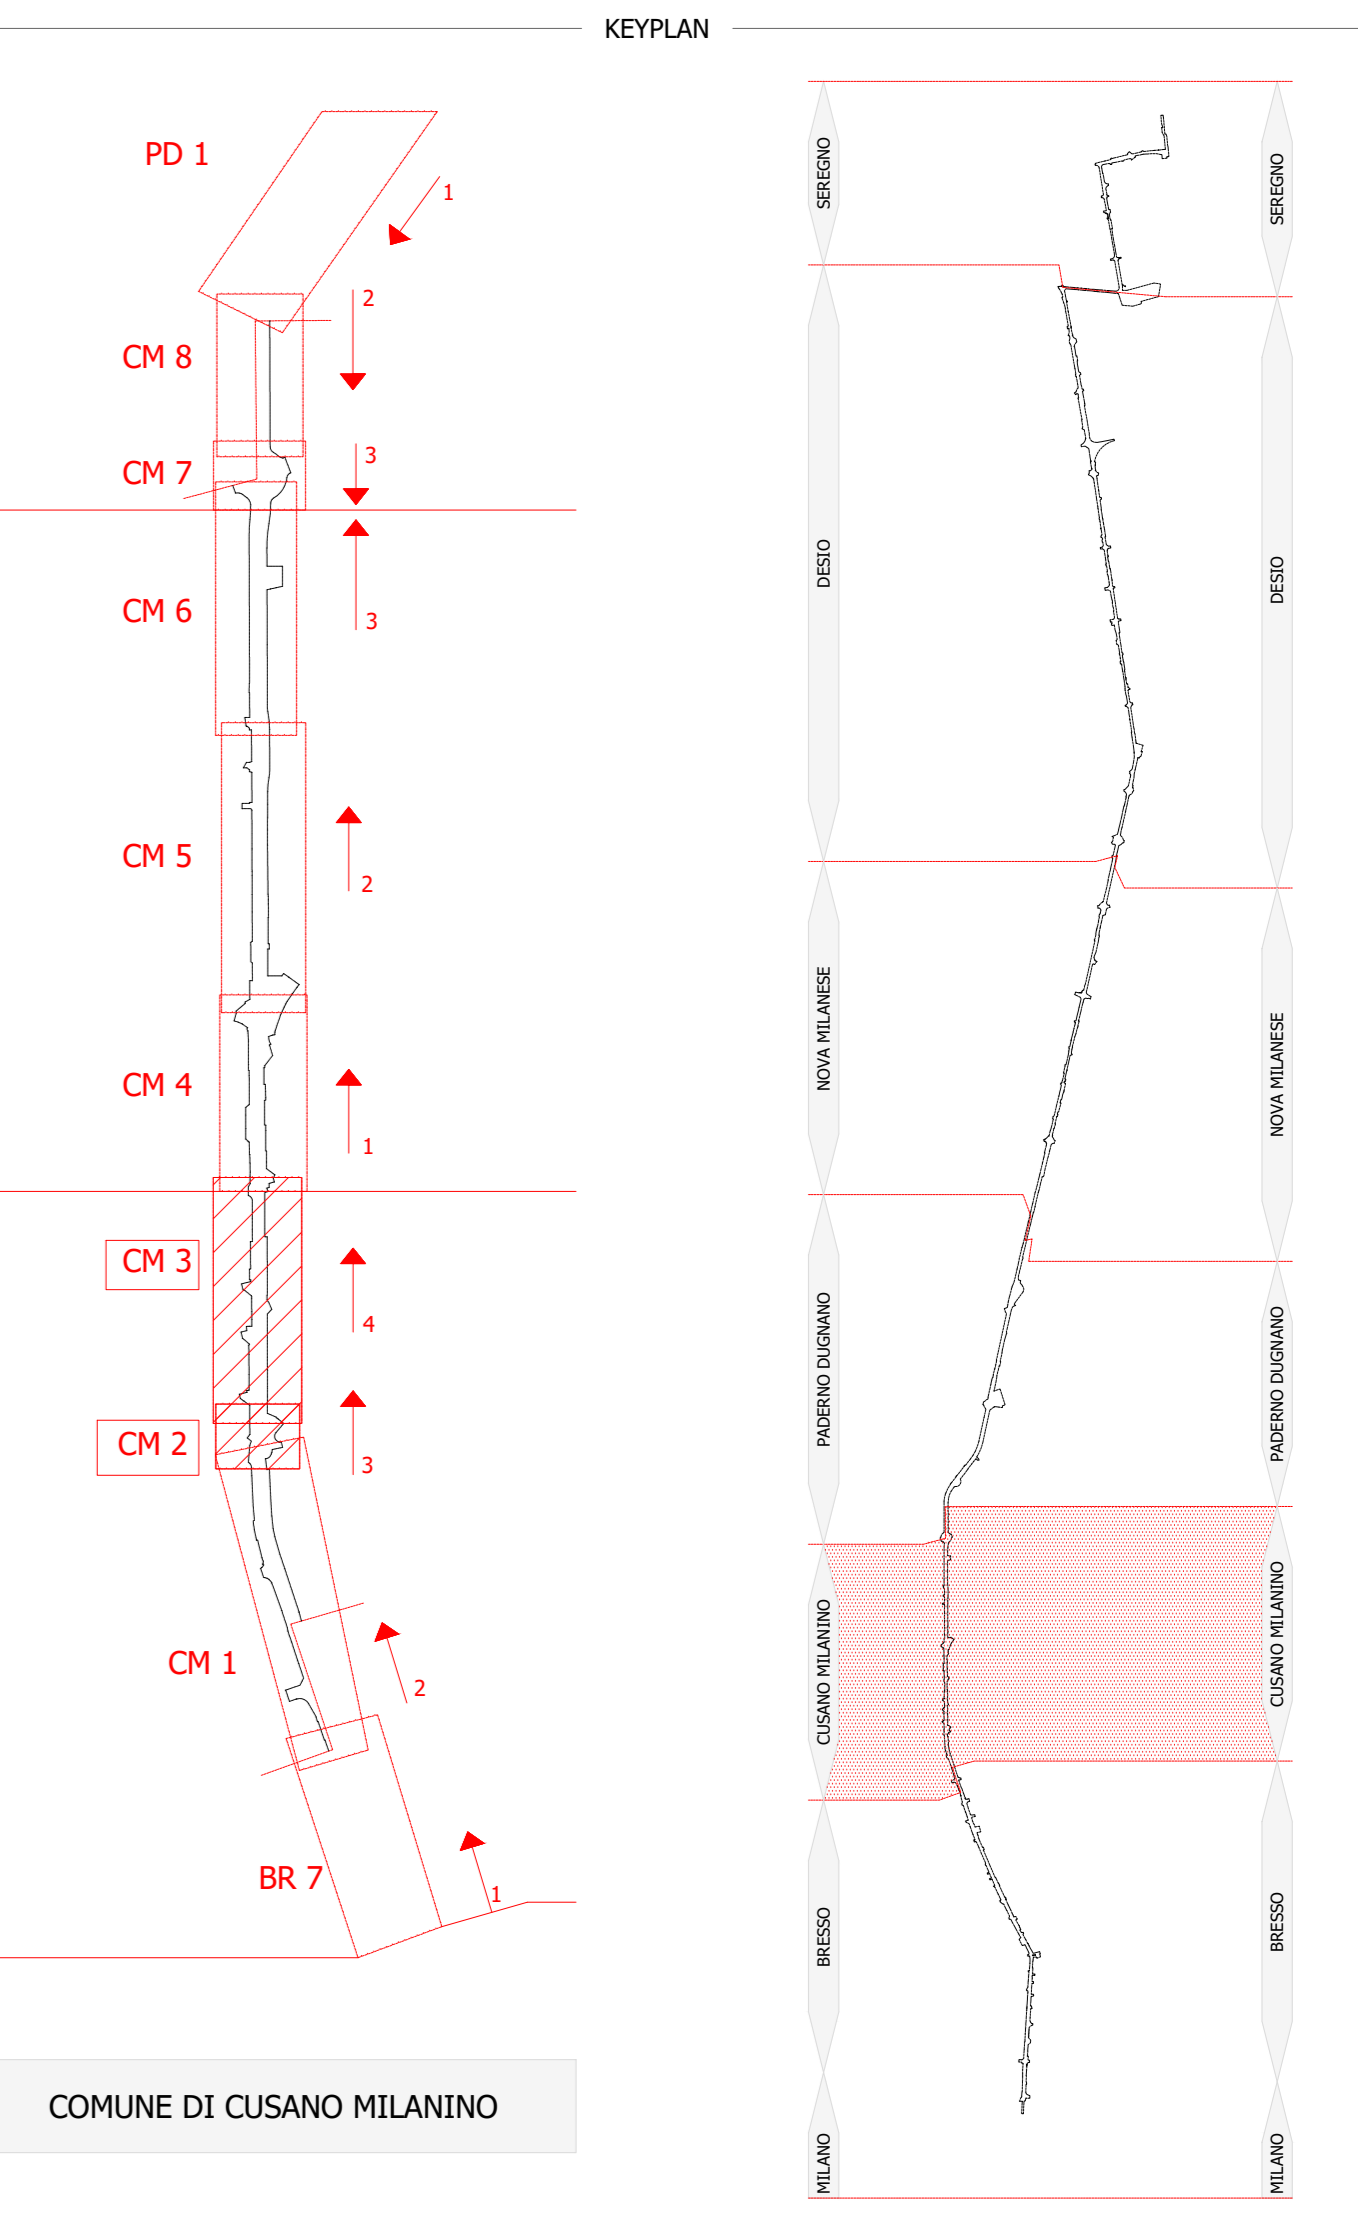 KEYPLAN
PD 1
1
2
CM 8
3
CM 7
CM 6
3
CM 5
2
CM 4
1
CM 3
4
CM 2
3
CM 1
2
BR 7
1
COMUNE DI CUSANO MILANINO
SEREGNO
SEREGNO
DESIO
DESIO
NOVA MILANESE
NOVA MILANESE
PADERNO DUGNANO
PADERNO DUGNANO
CUSANO MILANINO
CUSANO MILANINO
BRESSO
BRESSO
MILANO
MILANO